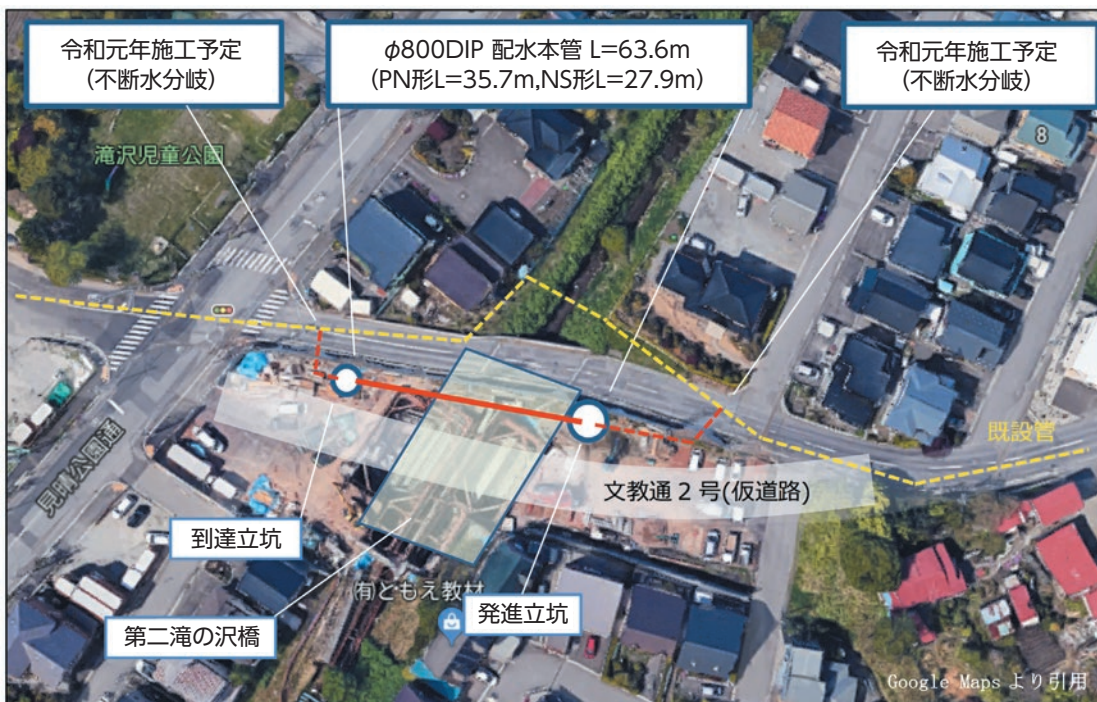 令和元年施工予定
(不断水分岐)
φ800DIP 配水本管 L=63.6m
(PN形L=35.7m,NS形L=27.9m)
令和元年施工予定
(不断水分岐)
滝沢児童公園
8
既設管
見晴公園通
文教通 2 号(仮道路)
到達立坑
㈲ともえ教材
発進立坑
第二滝の沢橋
Google Maps より引用